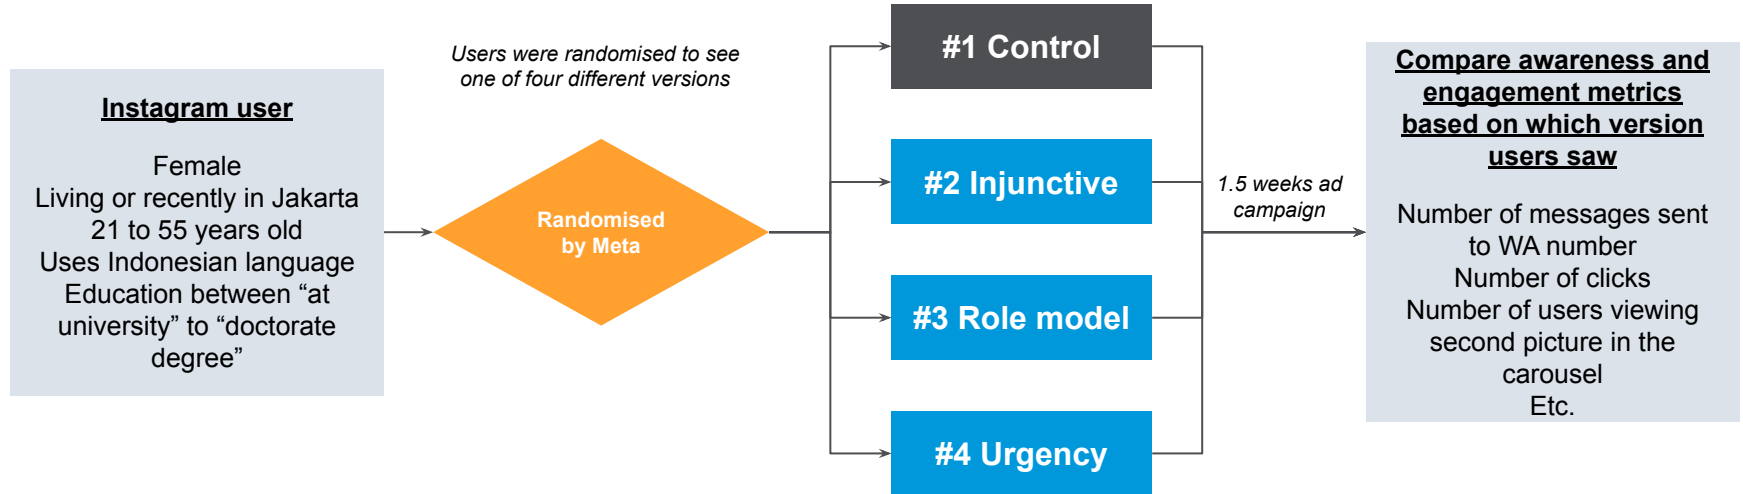 Instagram user
Female
Living or recently in Jakarta
21 to 55 years old
Uses Indonesian language
Education between “at
university” to “doctorate
degree”
Users were randomised to see
one of four different versions
Randomised
by Meta
#1 Control
#2 Injunctive
#3 Role model
#4 Urgency
1.5 weeks ad
campaign
Compare awareness and
engagement metrics
based on which version
users saw
Number of messages sent
to WA number
Number of clicks
Number of users viewing
second picture in the
carousel
Etc.